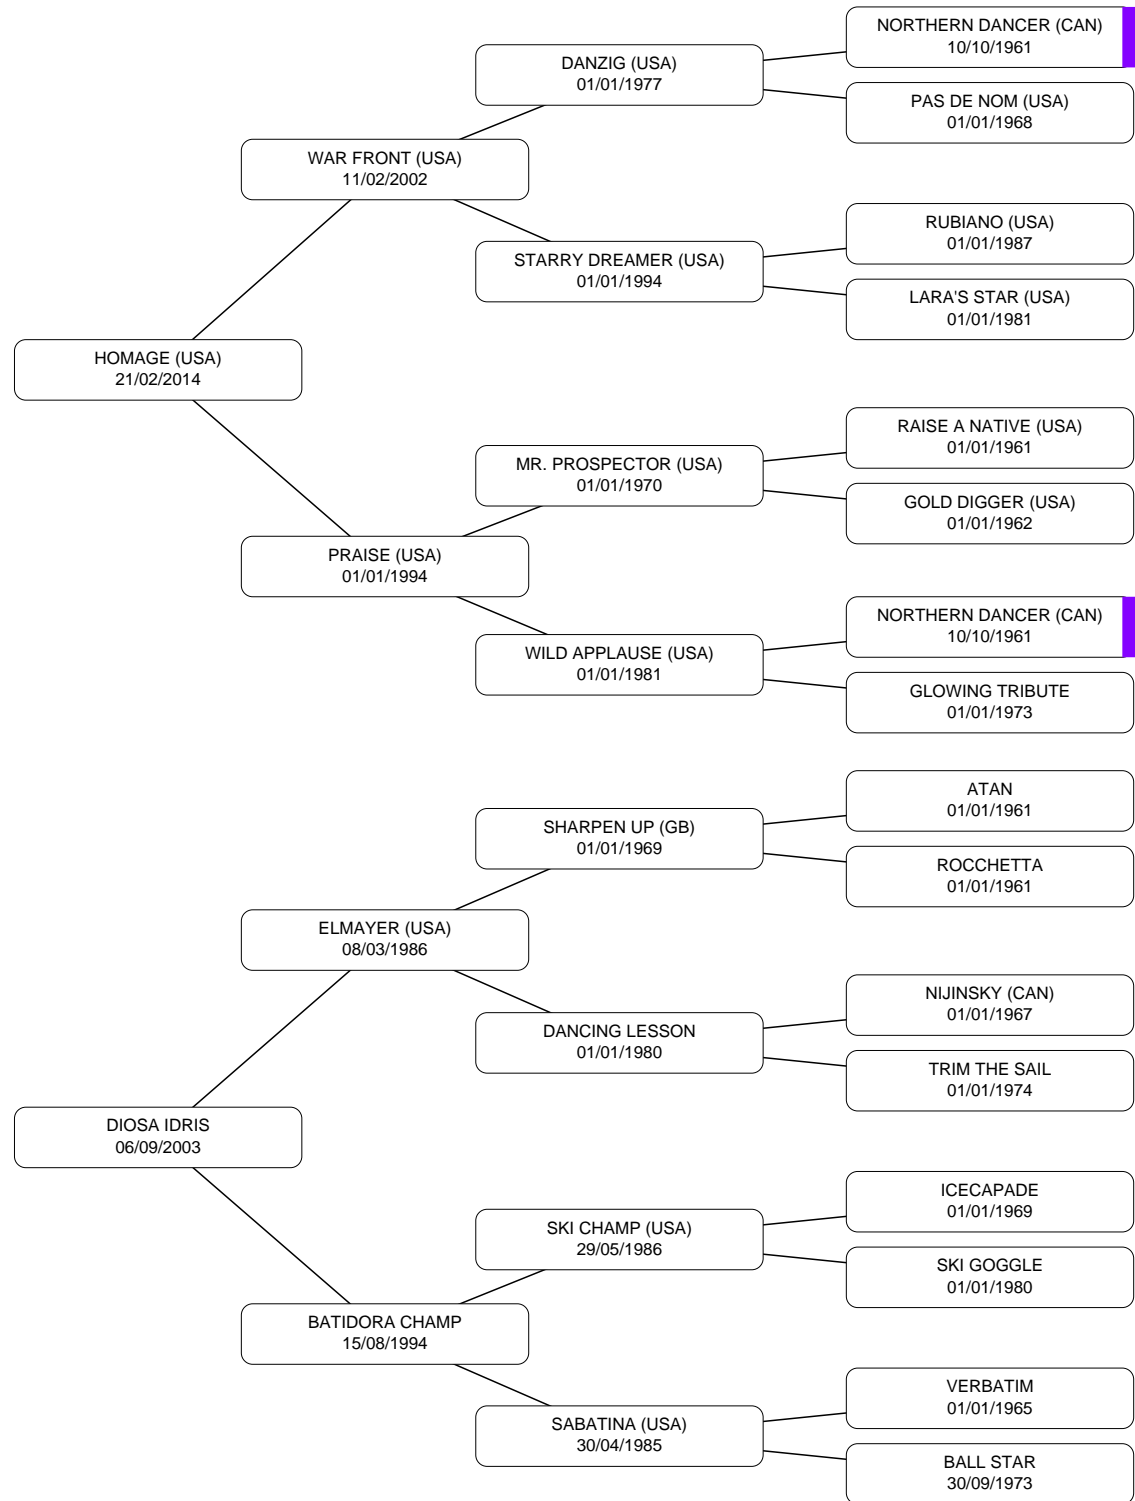 NORTHERN DANCER (CAN)
10/10/1961
DANZIG (USA)
01/01/1977
PAS DE NOM (USA)
01/01/1968
WAR FRONT (USA)
11/02/2002
RUBIANO (USA)
01/01/1987
STARRY DREAMER (USA)
01/01/1994
LARA'S STAR (USA)
01/01/1981
HOMAGE (USA)
21/02/2014
RAISE A NATIVE (USA)
01/01/1961
MR. PROSPECTOR (USA)
01/01/1970
GOLD DIGGER (USA)
01/01/1962
PRAISE (USA)
01/01/1994
NORTHERN DANCER (CAN)
10/10/1961
WILD APPLAUSE (USA)
01/01/1981
GLOWING TRIBUTE
01/01/1973
ATAN
01/01/1961
SHARPEN UP (GB)
01/01/1969
ROCCHETTA
01/01/1961
ELMAYER (USA)
08/03/1986
NIJINSKY (CAN)
01/01/1967
DANCING LESSON
01/01/1980
TRIM THE SAIL
01/01/1974
DIOSA IDRIS
06/09/2003
ICECAPADE
01/01/1969
SKI CHAMP (USA)
29/05/1986
SKI GOGGLE
01/01/1980
BATIDORA CHAMP
15/08/1994
VERBATIM
01/01/1965
SABATINA (USA)
30/04/1985
BALL STAR
30/09/1973